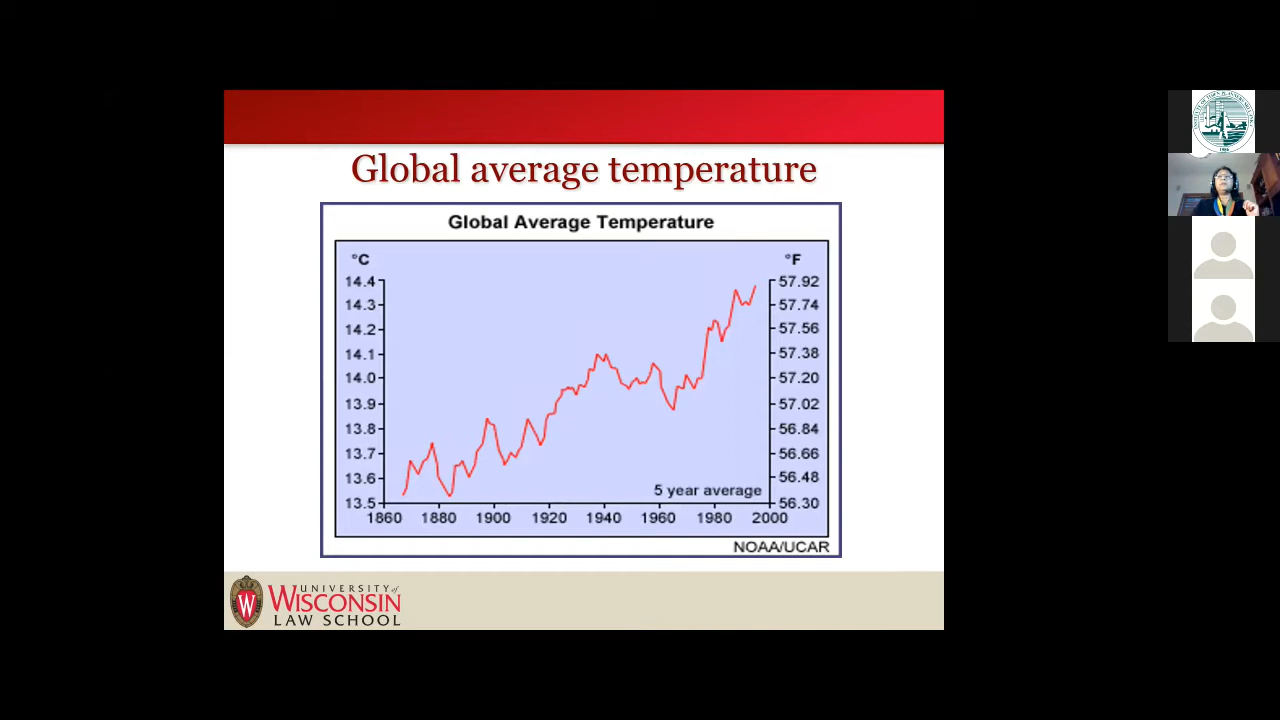 Global average temperature
Global Average Temperature
°C
°F
14.4
57.92
14.3
57.74
14.2
57.56
14.1
57.38
14.0
57.20
13.9
57.02
13.8
56.84
13.7
56.66
13.6
56.48
13.5
56.30
5 year average
1860 1880 1900 1920 1940 1960 1980 2000
NOAA/UCAR
W
UNIVERSITY of
WISCONSIN
LAW SCHOOL